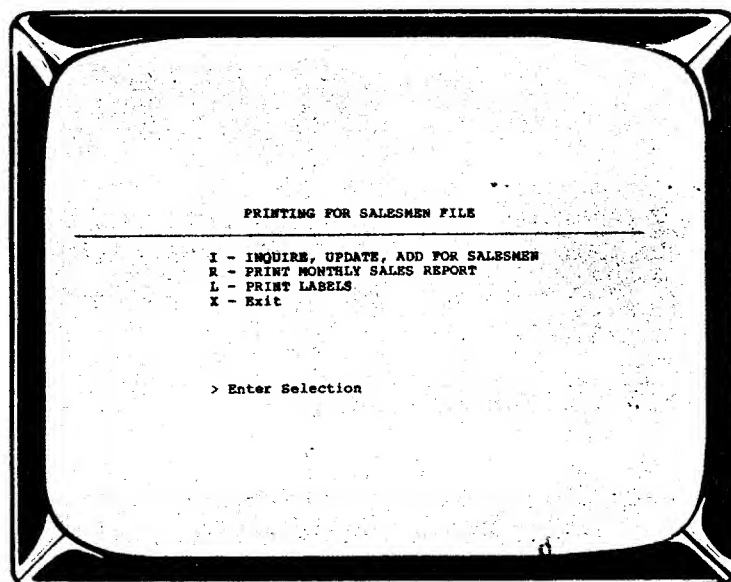 PRINTING FOR SALESMEN FILE
I - INQUIRE, UPDATE, ADD FOR SALESMEN
R - PRINT MONTHLY SALES REPORT
L - PRINT LABELS
X - Exit
> Enter Selection